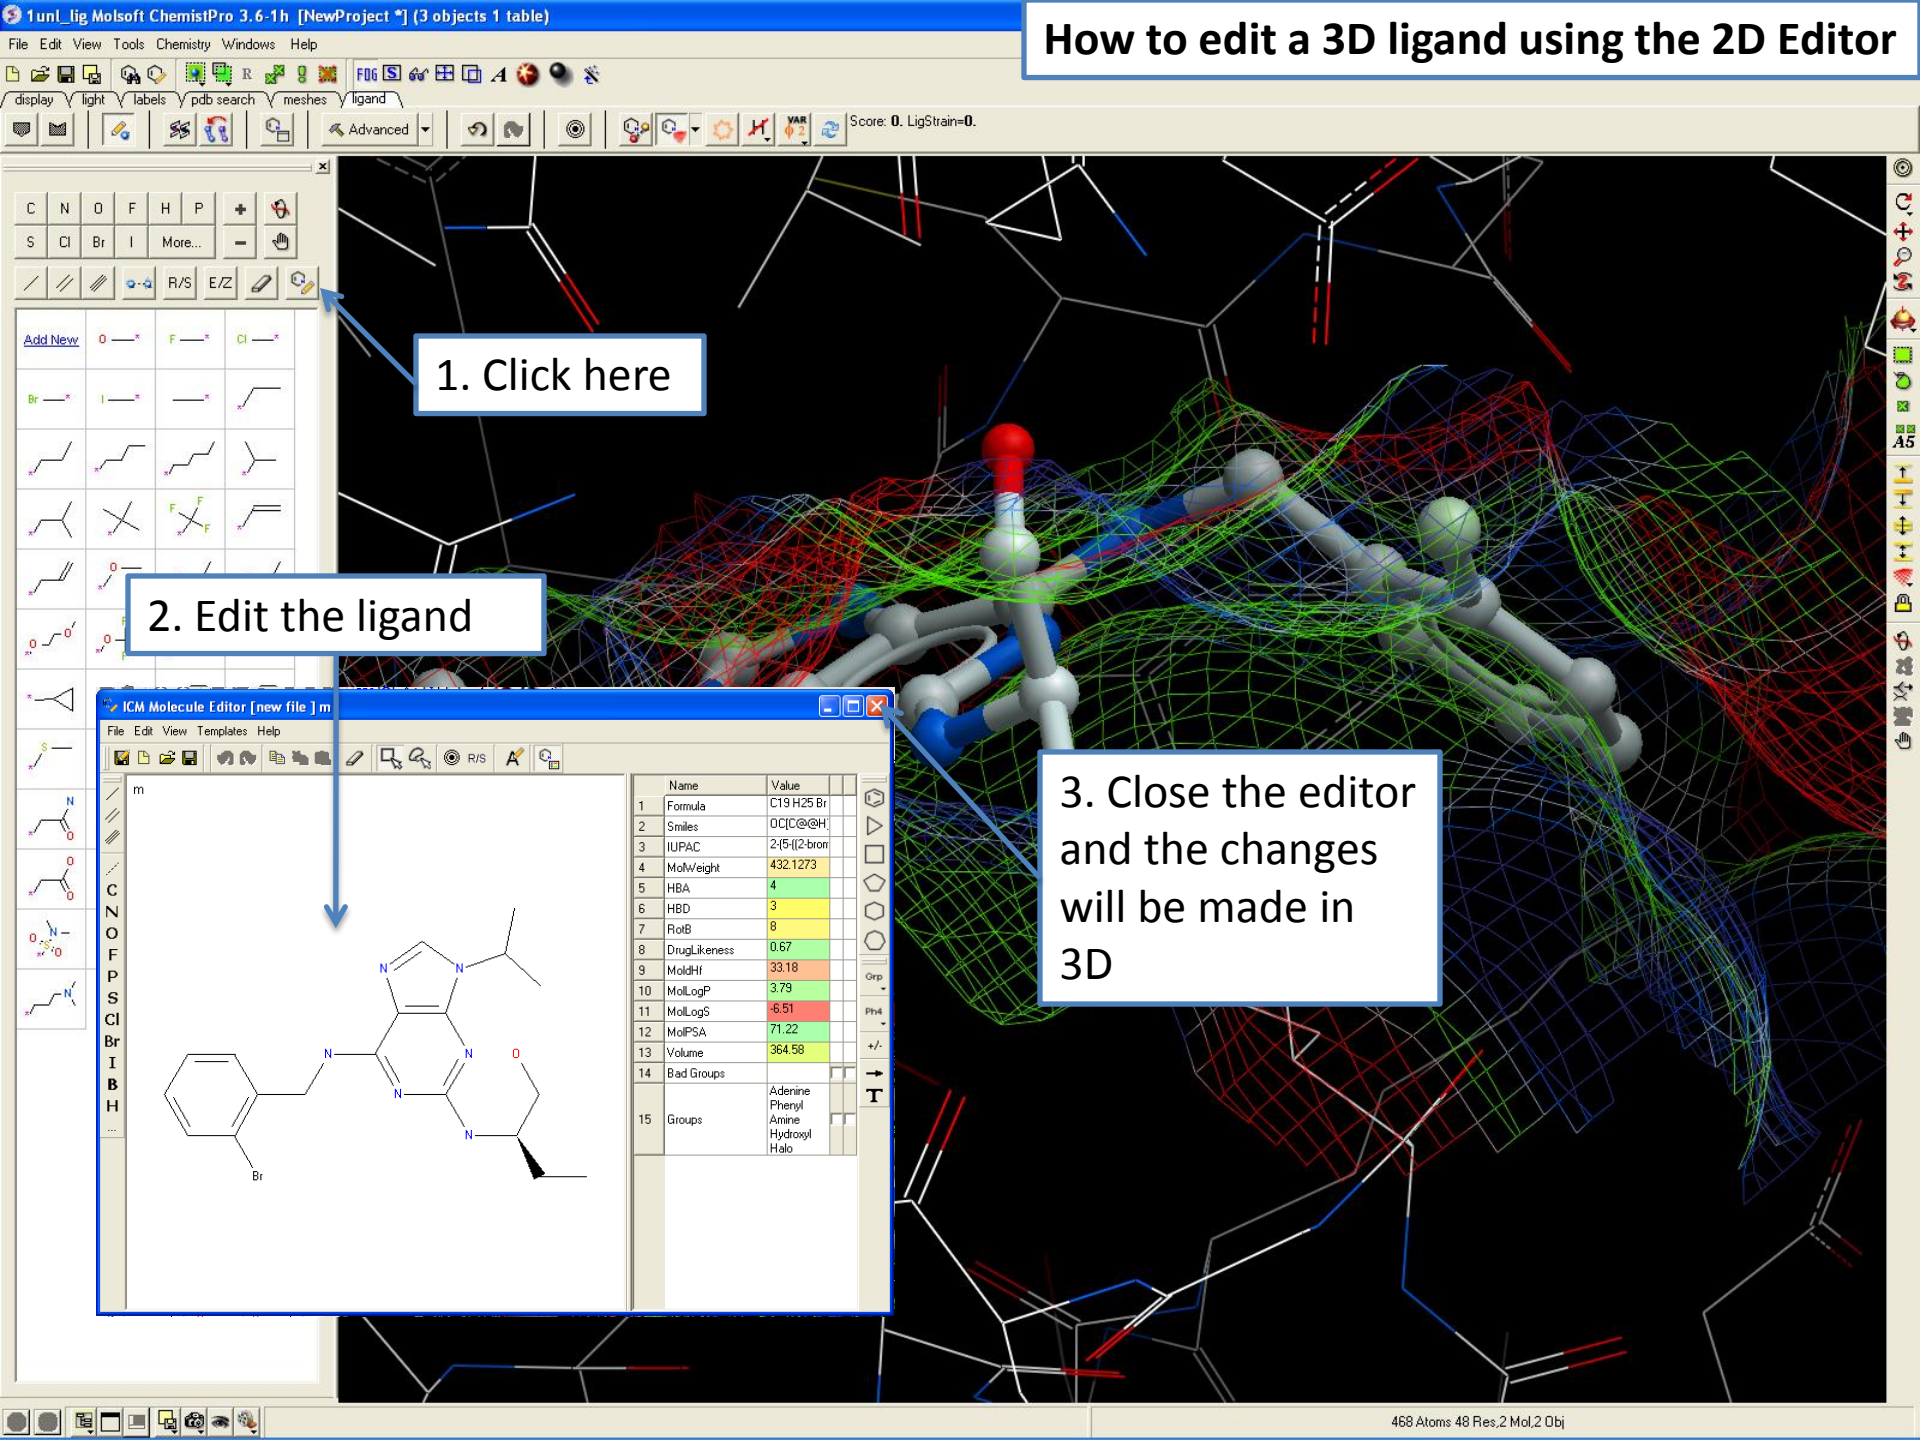 1unl_lig Molsoft ChemistPro 3.6-1h [NewProject *] (3 objects 1 table)
How to edit a 3D ligand using the 2D Editor
File Edit View Tools Chemistry Windows Help
R FOG S A
display light labels pdb search meshes ligand
Advanced VAR Score: 0. LigStrain=0.
C N O F H P
S Cl Br I More...
R/S E/Z
Add New O * F * Cl *
Br * I * * *
1. Click here
A5
2. Edit the ligand
ICM Molecule Editor [new file ] m
File Edit View Templates Help
R/S
m
Name Value
1 Formula C19 H25 Br
2 Smiles OC[C@@H]
3 IUPAC 2-(5-((2-brom
4 MolWeight 432.1273
5 HBA 4
6 HBD 3
7 RotB 8
8 DrugLikeness 0.67
9 MoldHf 33.18
10 MolLogP 3.79
11 MolLogS -6.51
12 MolPSA 71.22
13 Volume 364.58
14 Bad Groups
15 Groups
Adenine
Phenyl
Amine
Hydroxyl
Halo
C
N
O
F
P
S
Cl
Br
I
B
H
...
N N
N N O
N
N
Br
Grp
Ph4
+/-
T
3. Close the editor
and the changes
will be made in
3D
468 Atoms 48 Res,2 Mol,2 Obj